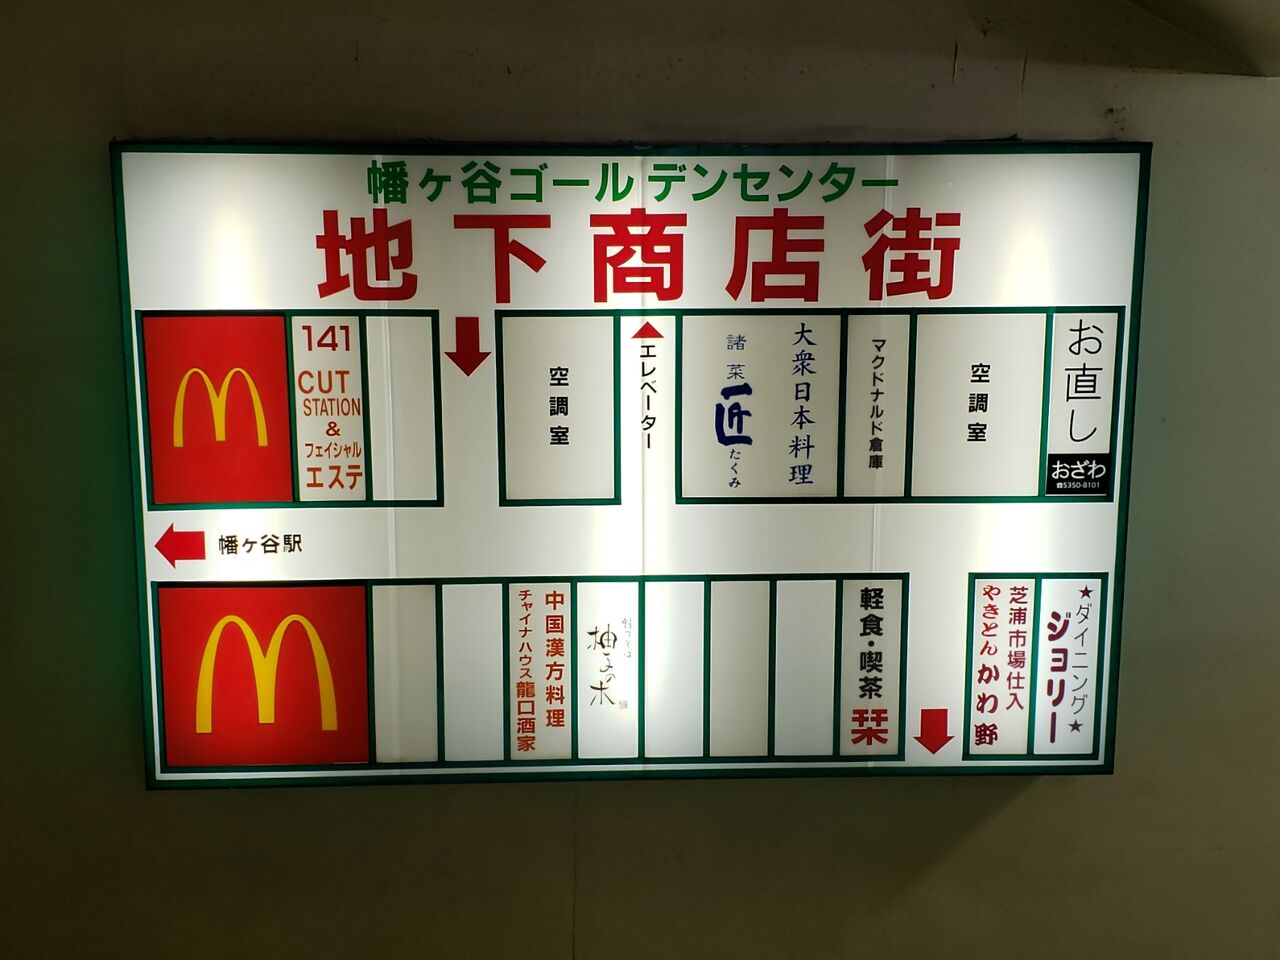 幡ヶ谷ゴールデンセンター
地下商店街
141
CUT
STATION
&
フェイシャル
エステ
空調室
エレベーター
大衆日本料理
諸菜 匠 たくみ
マクドナルド倉庫
空調室
お直し
おざわ
☎5350-8101
幡ヶ谷駅
中国漢方料理
チャイナハウス龍口酒家
柚子の木
軽食・喫茶
栞
芝浦市場仕入
やきとん かわ野
★ダイニング★
ジョリー